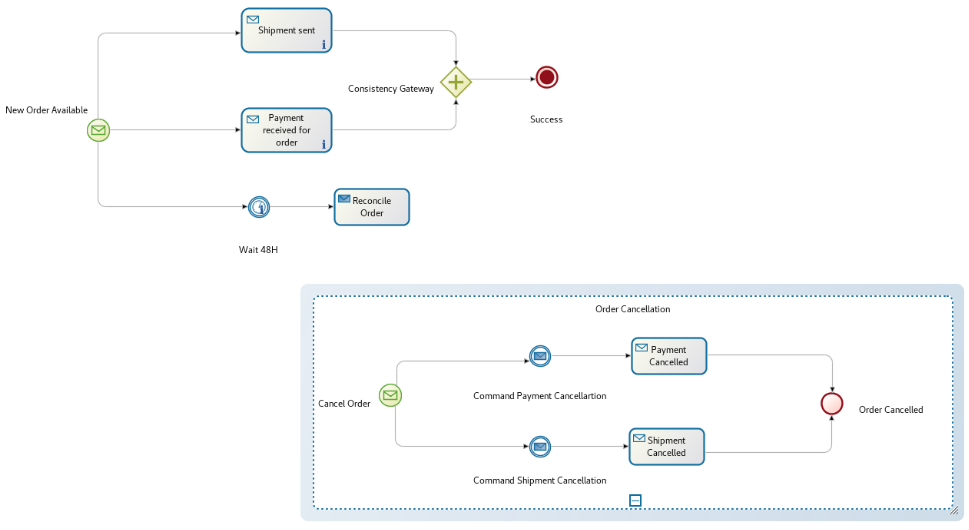 Shipment sent
i
Consistency Gateway
New Order Available
Payment
received for
order
i
Success
Reconcile
Order
Wait 48H
Order Cancellation
Payment
Cancelled
Command Payment Cancellartion
Cancel Order
Order Cancelled
Shipment
Cancelled
Command Shipment Cancellation